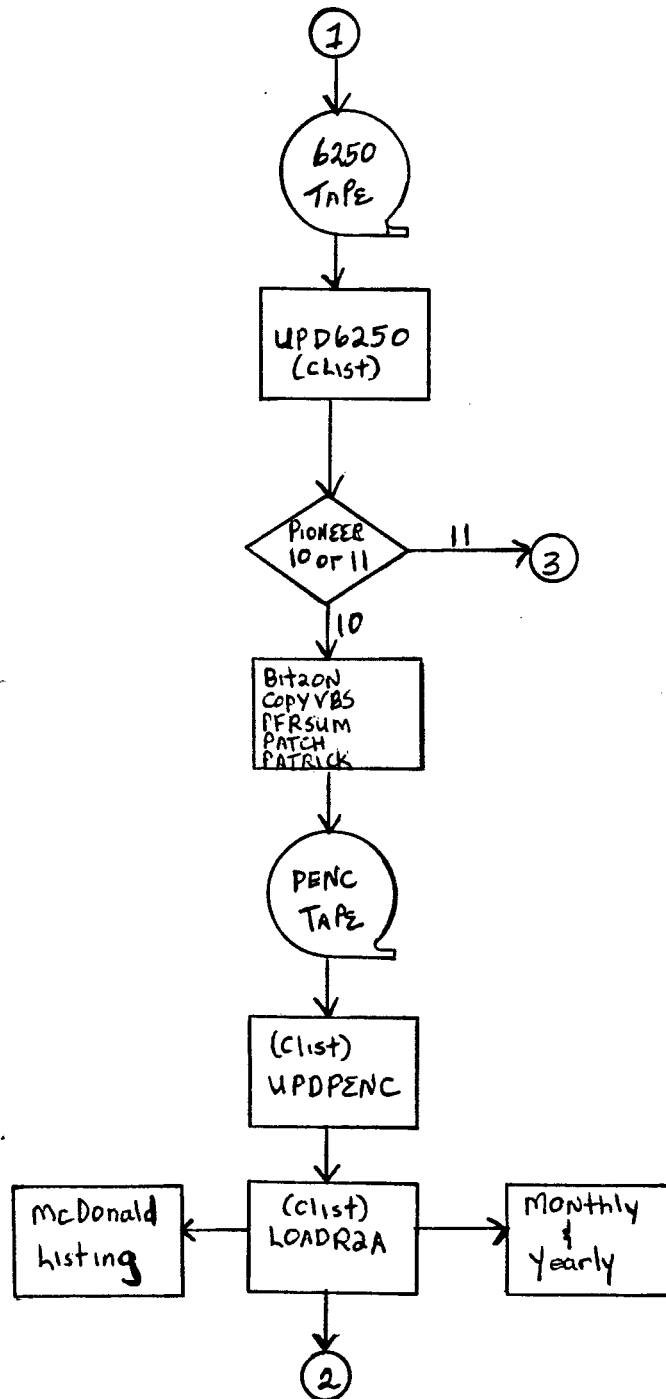 1
6250
TAPE
UPD6250
(CList)
PIONEER
10 or 11
11
3
10
Bit2ON
COPYVBS
PFRSUM
PATCH
PATRICK
PENC
TAPE
(Clist)
UPDPENC
McDonald
Listing
(Clist)
LOADR2A
Monthly
&
Yearly
2